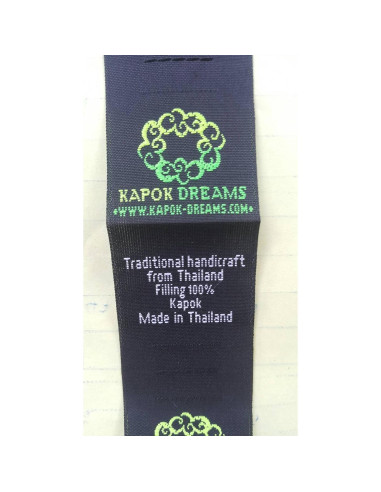 KAPOK DREAMS
•WWW.KAPOK-DREAMS.COM•
Traditional handicraft
from Thailand
Filling 100%
Kapok
Made in Thailand